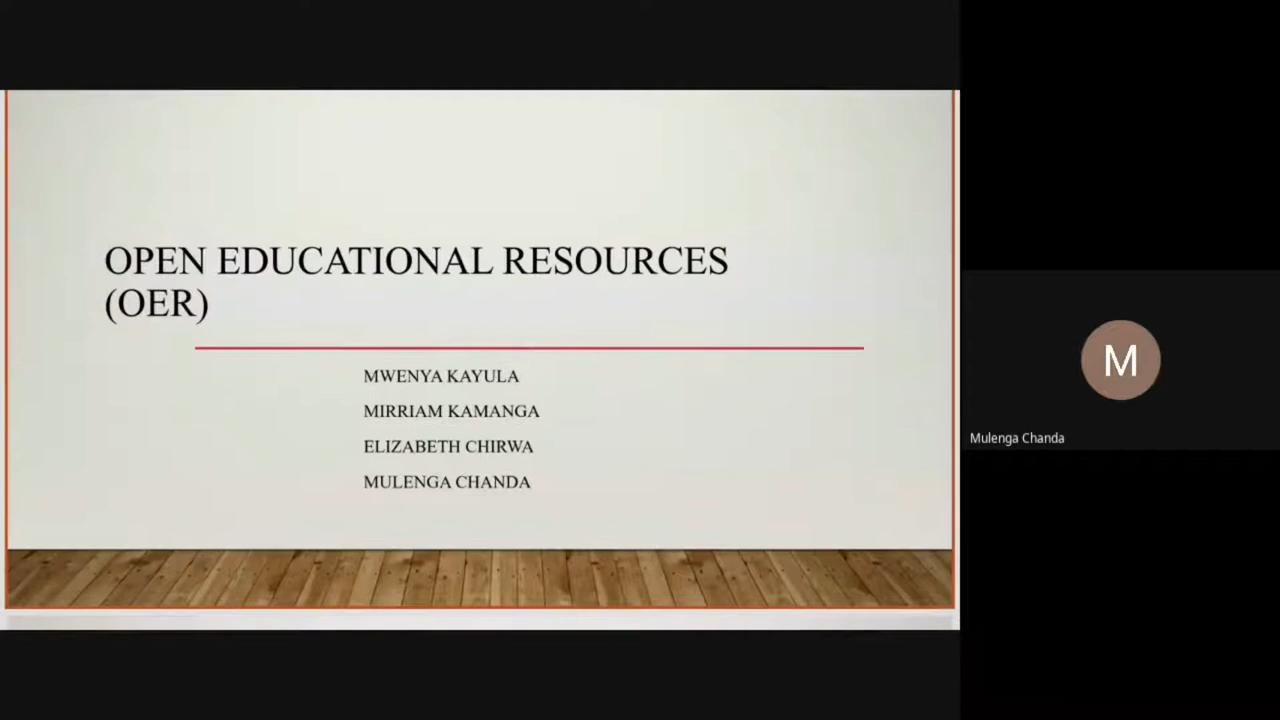 OPEN EDUCATIONAL RESOURCES
(OER)
MWENYA KAYULA
MIRRIAM KAMANGA
ELIZABETH CHIRWA
MULENGA CHANDA
M
Mulenga Chanda